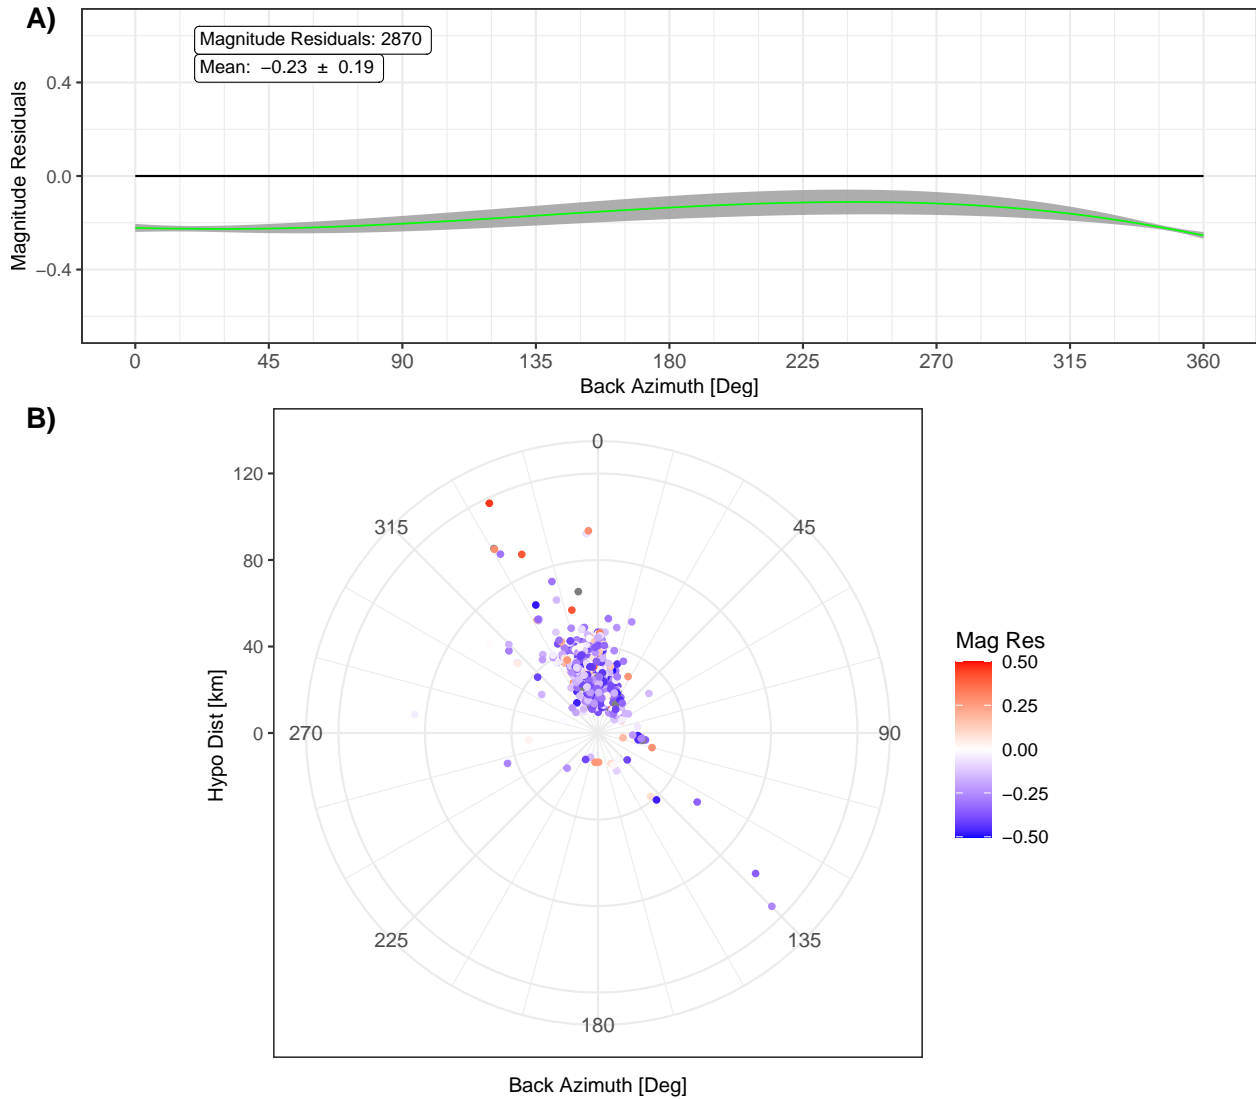 A)
Magnitude Residuals: 2870
Mean: −0.23 ± 0.19
Magnitude Residuals
0.4
0.0
−0.4
0 45 90 135 180 225 270 315 360
Back Azimuth [Deg]
B)
Hypo Dist [km]
120
80
40
0
0
45
90
135
180
225
270
315
Back Azimuth [Deg]
Mag Res
0.50
0.25
0.00
−0.25
−0.50